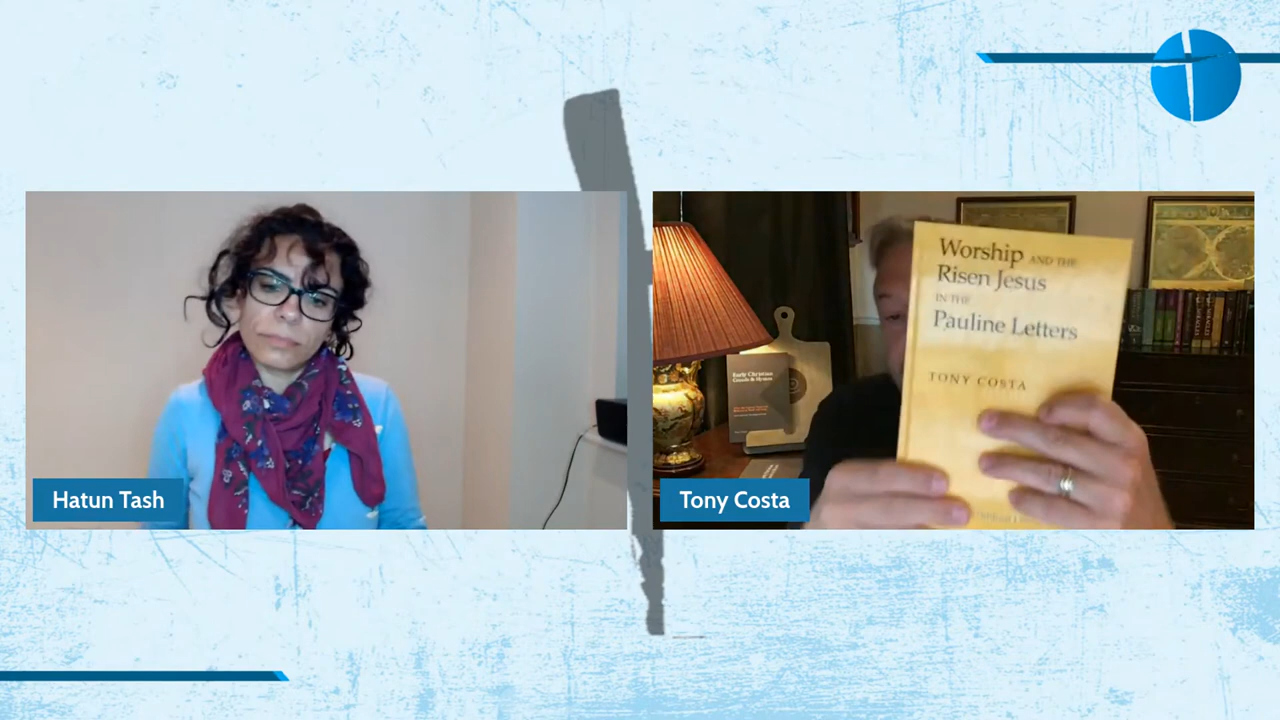 Worship AND THE
Risen Jesus
IN THE
Pauline Letters
TONY COSTA
Early Christian
Creeds & Hymns
Hatun Tash
Tony Costa